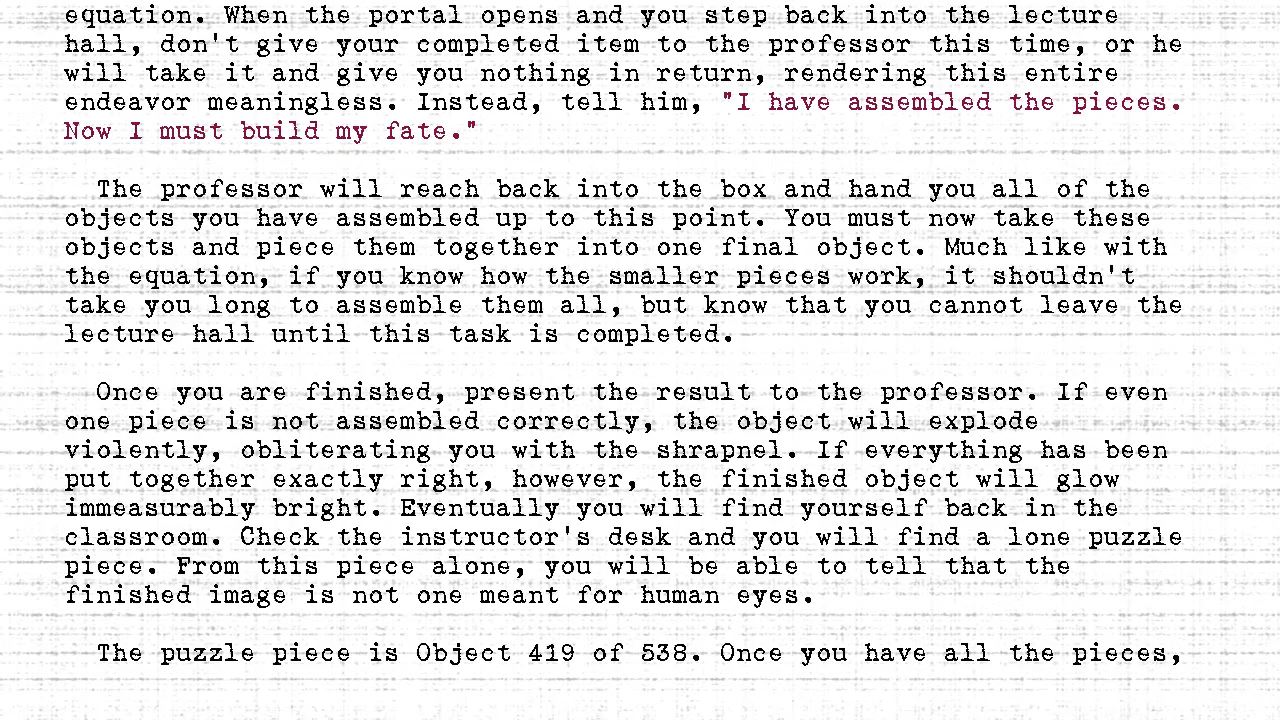 equation. When the portal opens and you step back into the lecture
hall, don't give your completed item to the professor this time, or he
will take it and give you nothing in return, rendering this entire
endeavor meaningless. Instead, tell him, "I have assembled the pieces.
Now I must build my fate."
The professor will reach back into the box and hand you all of the
objects you have assembled up to this point. You must now take these
objects and piece them together into one final object. Much like with
the equation, if you know how the smaller pieces work, it shouldn't
take you long to assemble them all, but know that you cannot leave the
lecture hall until this task is completed.
Once you are finished, present the result to the professor. If even
one piece is not assembled correctly, the object will explode
violently, obliterating you with the shrapnel. If everything has been
put together exactly right, however, the finished object will glow
immeasurably bright. Eventually you will find yourself back in the
classroom. Check the instructor's desk and you will find a lone puzzle
piece. From this piece alone, you will be able to tell that the
finished image is not one meant for human eyes.
The puzzle piece is Object 419 of 538. Once you have all the pieces,